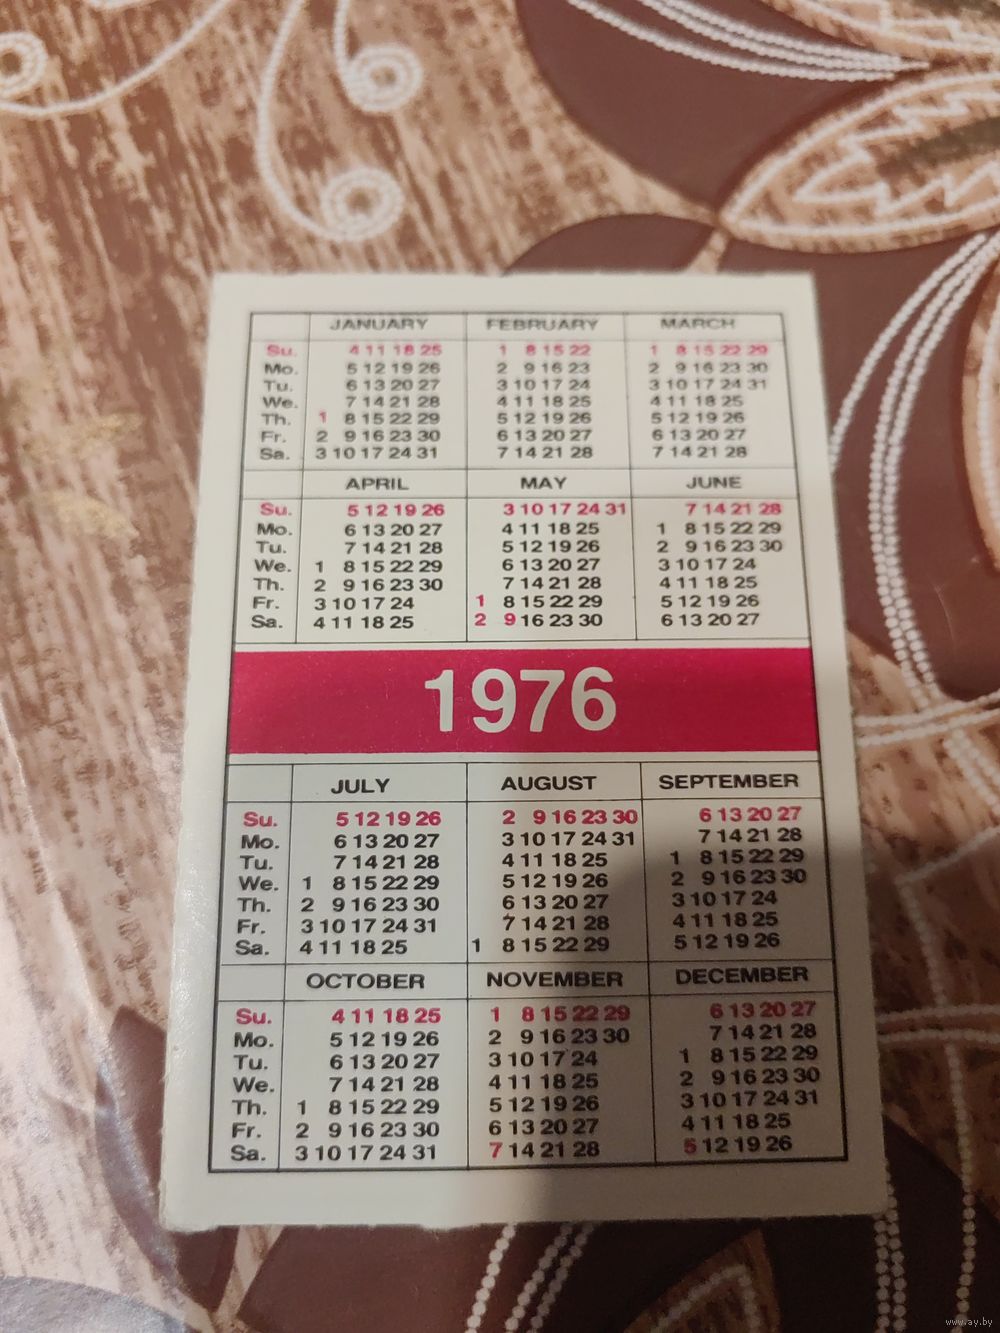 JANUARY FEBRUARY MARCH
Su. 4 11 18 25 1 8 15 22 1 8 15 22 29
Mo. 5 12 19 26 2 9 16 23 2 9 16 23 30
Tu. 6 13 20 27 3 10 17 24 3 10 17 24 31
We. 7 14 21 28 4 11 18 25 4 11 18 25
Th. 1 8 15 22 29 5 12 19 26 5 12 19 26
Fr. 2 9 16 23 30 6 13 20 27 6 13 20 27
Sa. 3 10 17 24 31 7 14 21 28 7 14 21 28
APRIL MAY JUNE
Su. 5 12 19 26 3 10 17 24 31 7 14 21 28
Mo. 6 13 20 27 4 11 18 25 1 8 15 22 29
Tu. 7 14 21 28 5 12 19 26 2 9 16 23 30
We. 1 8 15 22 29 6 13 20 27 3 10 17 24
Th. 2 9 16 23 30 7 14 21 28 4 11 18 25
Fr. 3 10 17 24 1 8 15 22 29 5 12 19 26
Sa. 4 11 18 25 2 9 16 23 30 6 13 20 27
1976
JULY AUGUST SEPTEMBER
Su. 5 12 19 26 2 9 16 23 30 6 13 20 27
Mo. 6 13 20 27 3 10 17 24 31 7 14 21 28
Tu. 7 14 21 28 4 11 18 25 1 8 15 22 29
We. 1 8 15 22 29 5 12 19 26 2 9 16 23 30
Th. 2 9 16 23 30 6 13 20 27 3 10 17 24
Fr. 3 10 17 24 31 7 14 21 28 4 11 18 25
Sa. 4 11 18 25 1 8 15 22 29 5 12 19 26
OCTOBER NOVEMBER DECEMBER
Su. 4 11 18 25 1 8 15 22 29 6 13 20 27
Mo. 5 12 19 26 2 9 16 23 30 7 14 21 28
Tu. 6 13 20 27 3 10 17 24 1 8 15 22 29
We. 7 14 21 28 4 11 18 25 2 9 16 23 30
Th. 1 8 15 22 29 5 12 19 26 3 10 17 24 31
Fr. 2 9 16 23 30 6 13 20 27 4 11 18 25
Sa. 3 10 17 24 31 7 14 21 28 5 12 19 26
www.ay.by